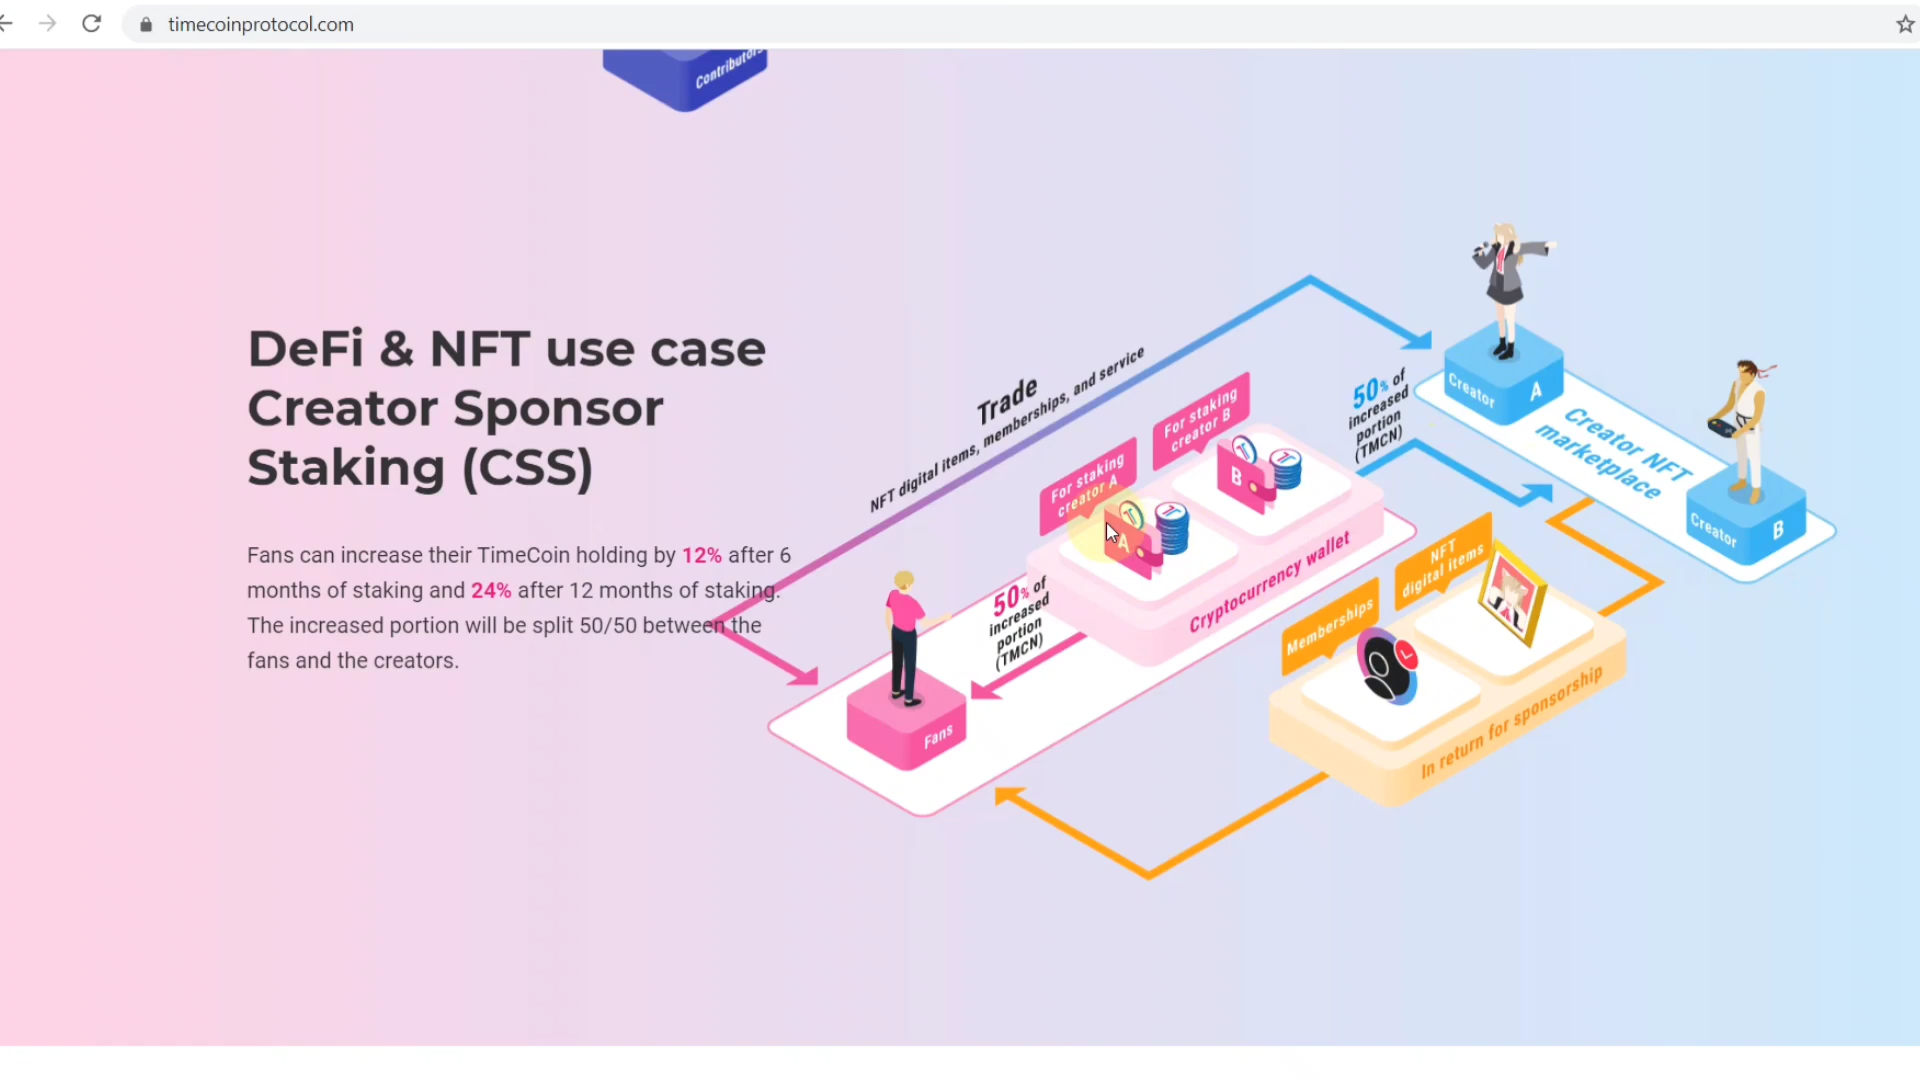 timecoinprotocol.com
Contributors
DeFi & NFT use case
Creator Sponsor
Staking (CSS)
Fans can increase their TimeCoin holding by 12% after 6
months of staking and 24% after 12 months of staking.
The increased portion will be split 50/50 between the
fans and the creators.
Trade
NFT digital items, memberships, and service
For staking
creator A
For staking
creator B
A
B
Cryptocurrency wallet
50% of
increased
portion
(TMCN)
50% of
increased
portion
(TMCN)
Fans
Creator A
Creator NFT
marketplace
Creator B
Memberships
NFT
digital items
In return for sponsorship